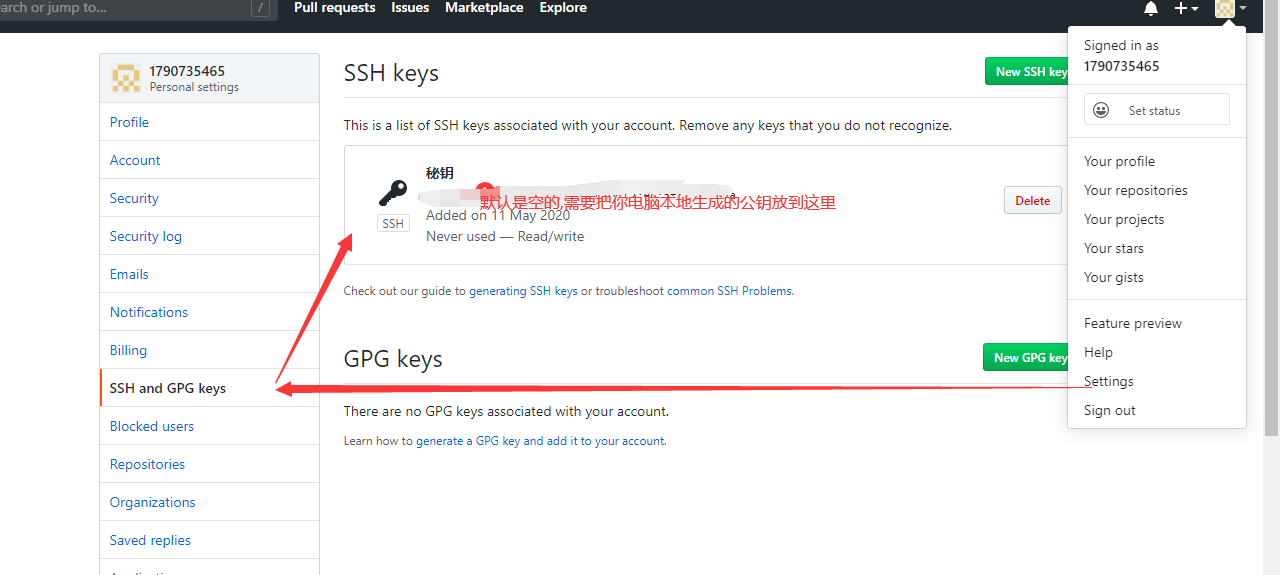 arch or jump to...
/
Pull requests Issues Marketplace Explore
1790735465
Personal settings
Profile
Account
Security
Security log
Emails
Notifications
Billing
SSH and GPG keys
Blocked users
Repositories
Organizations
Saved replies
SSH keys
New SSH key
This is a list of SSH keys associated with your account. Remove any keys that you do not recognize.
秘钥
默认是空的,需要把你电脑本地生成的公钥放到这里
SSH
Added on 11 May 2020
Never used — Read/write
Delete
Check out our guide to generating SSH keys or troubleshoot common SSH Problems.
GPG keys
New GPG key
There are no GPG keys associated with your account.
Learn how to generate a GPG key and add it to your account.
Signed in as
1790735465
Set status
Your profile
Your repositories
Your projects
Your stars
Your gists
Feature preview
Help
Settings
Sign out